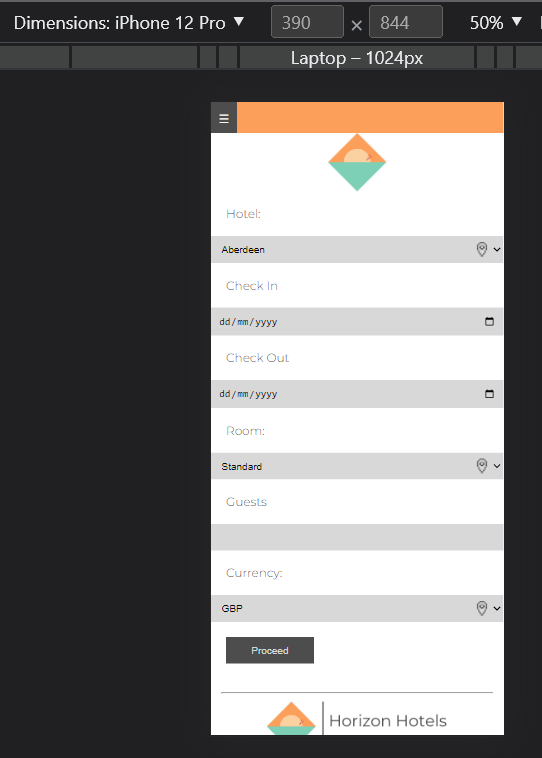 Dimensions: iPhone 12 Pro ▼ 390 × 844 50% ▼
Laptop – 1024px
☰
Hotel:
Aberdeen
Check In
dd/mm/yyyy
Check Out
dd/mm/yyyy
Room:
Standard
Guests
Currency:
GBP
Proceed
Horizon Hotels